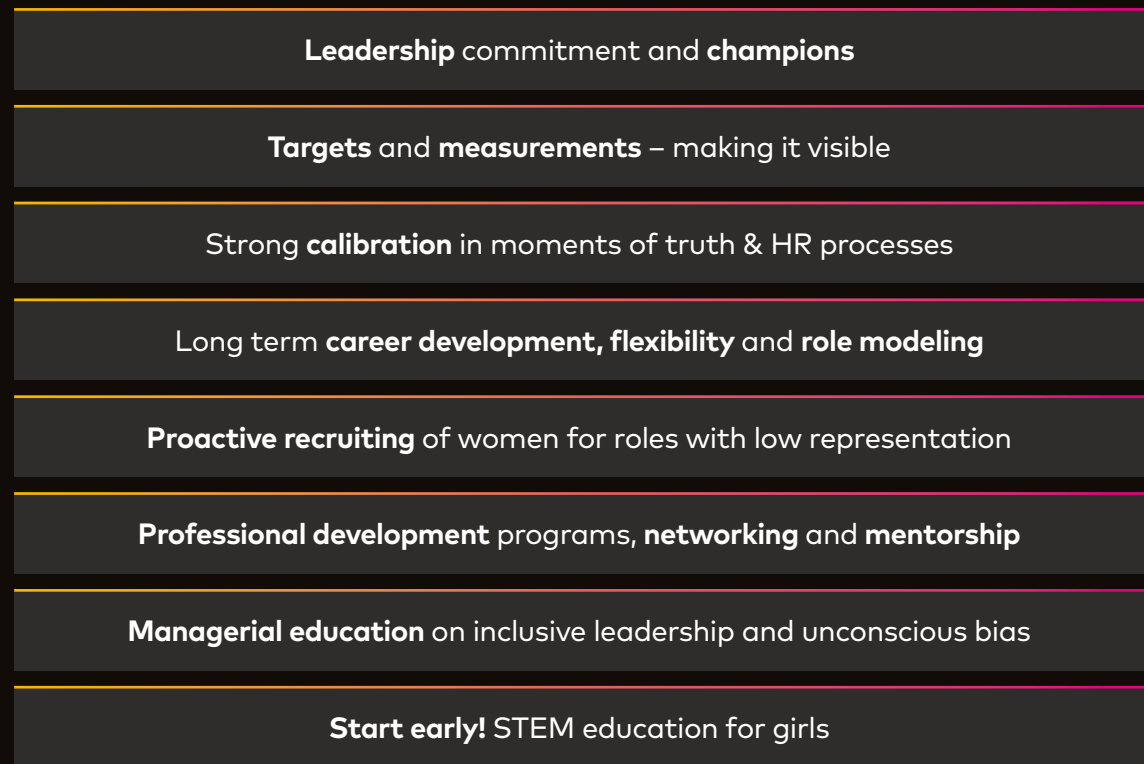 Leadership commitment and champions
Targets and measurements – making it visible
Strong calibration in moments of truth & HR processes
Long term career development, flexibility and role modeling
Proactive recruiting of women for roles with low representation
Professional development programs, networking and mentorship
Managerial education on inclusive leadership and unconscious bias
Start early! STEM education for girls